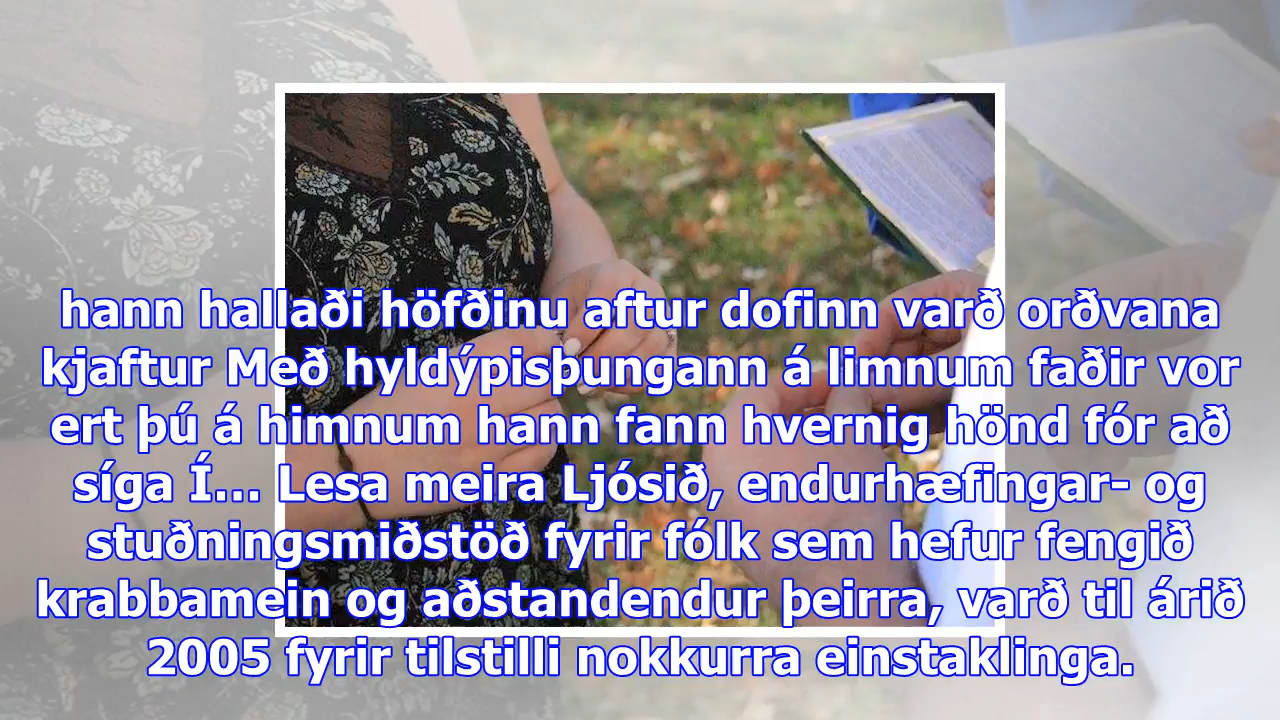 hann hallaði höfðinu aftur dofinn varð orðvana
kjaftur Með hyldýpisþungann á limnum faðir vor
ert þú á himnum hann fann hvernig hönd fór að
síga Í... Lesa meira Ljósið, endurhæfingar- og
stuðningsmiðstöð fyrir fólk sem hefur fengið
krabbamein og aðstandendur þeirra, varð til árið
2005 fyrir tilstilli nokkurra einstaklinga.